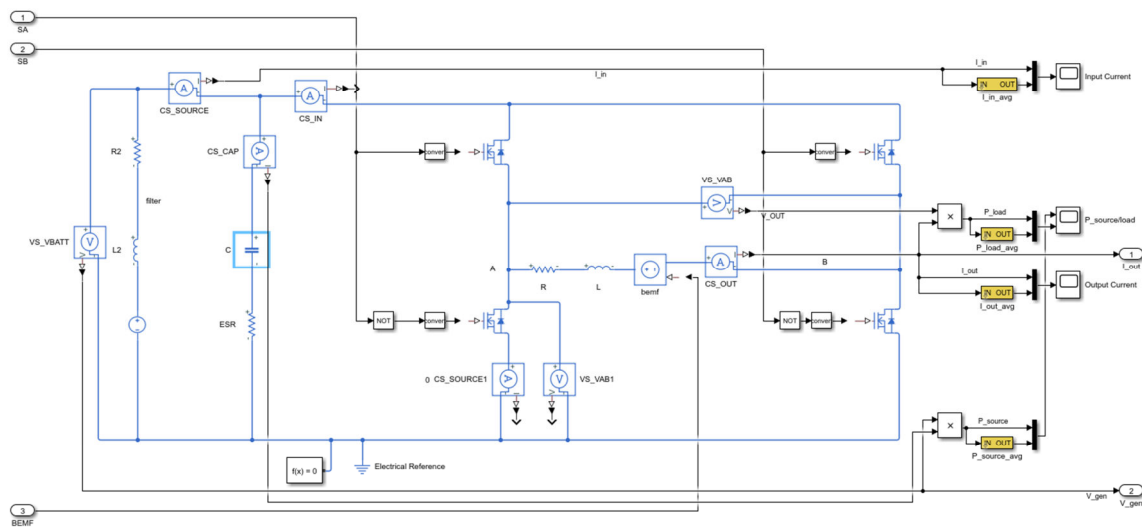 1
SA
2
SB
I_in
I_in
A
I
CS_SOURCE
A
I
CS_IN
IN OUT
I_in_avg
Input Current
R2
CS_CAP
A
I
conver
conver
filter
VS_VAB
V
V
V_OUT
×
P_load
IN OUT
P_load_avg
P_source/load
VS_VBATT
V
V
L2
C
A
R
L
bemf
A
I
CS_OUT
B
1
I_out
I_out
IN OUT
I_out_avg
Output Current
ESR
NOT
conver
NOT
conver
0 CS_SOURCE1
A
I
V
V
VS_VAB1
×
P_source
IN OUT
P_source_avg
f(x) = 0
Electrical Reference
V_gen
2
V_gen
3
BEMF